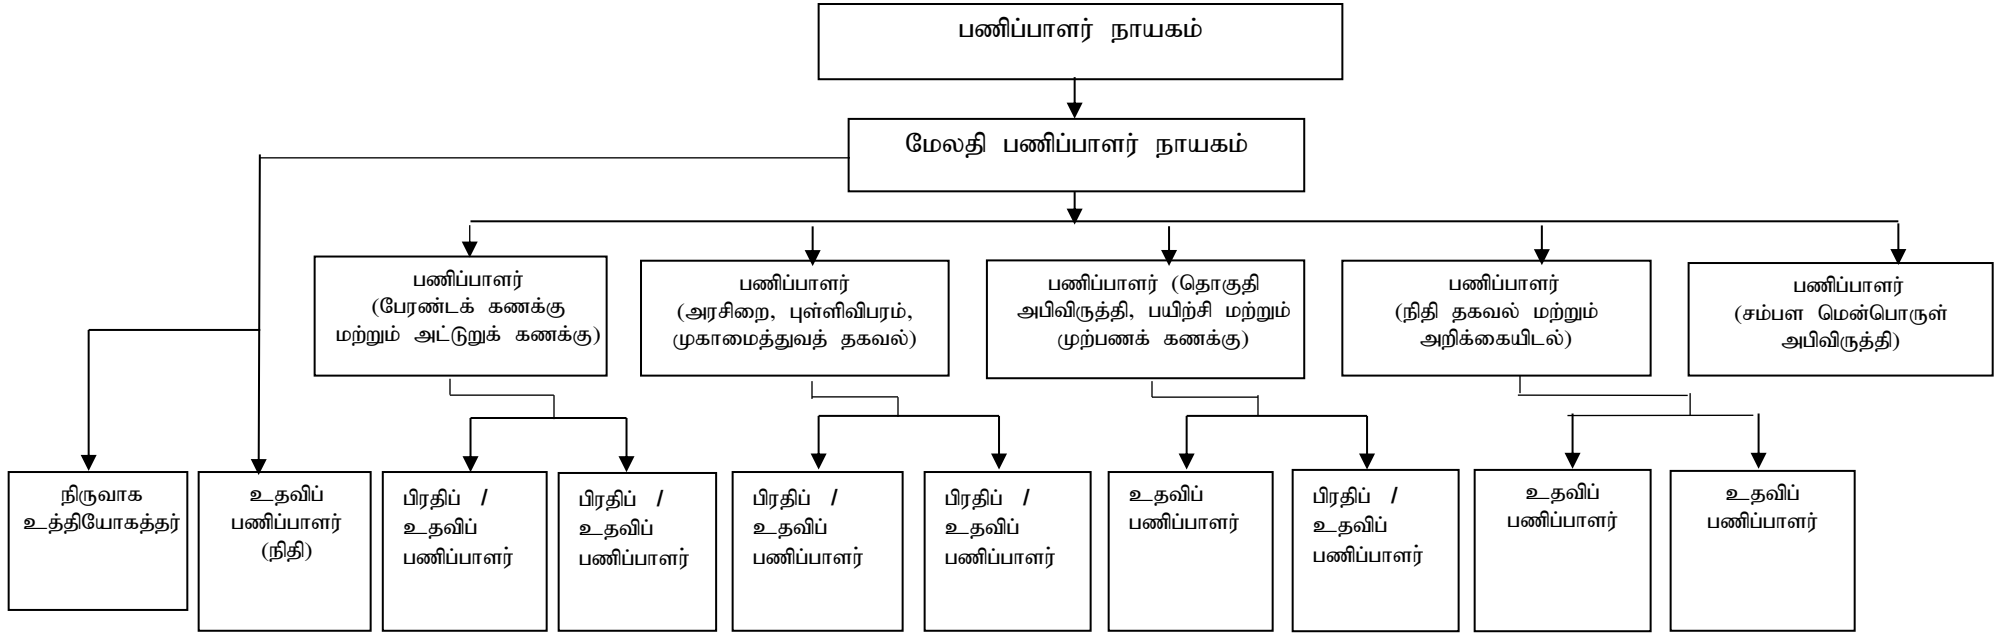 பணிப்பாளர் நாயகம்
மேலதி பணிப்பாளர் நாயகம்
பணிப்பாளர்
(பேரண்டக் கணக்கு
மற்றும் அட்டுறுக் கணக்கு)
பணிப்பாளர்
(அரசிறை, புள்ளிவிபரம்,
முகாமைத்துவத் தகவல்)
பணிப்பாளர் (தொகுதி
அபிவிருத்தி, பயிற்சி மற்றும்
முற்பணக் கணக்கு)
பணிப்பாளர்
(நிதி தகவல் மற்றும்
அறிக்கையிடல்)
பணிப்பாளர்
(சம்பள மென்பொருள்
அபிவிருத்தி)
நிருவாக
உத்தியோகத்தர்
உதவிப்
பணிப்பாளர்
(நிதி)
பிரதிப் /
உதவிப்
பணிப்பாளர்
பிரதிப் /
உதவிப்
பணிப்பாளர்
பிரதிப் /
உதவிப்
பணிப்பாளர்
பிரதிப் /
உதவிப்
பணிப்பாளர்
உதவிப்
பணிப்பாளர்
பிரதிப் /
உதவிப்
பணிப்பாளர்
உதவிப்
பணிப்பாளர்
உதவிப்
பணிப்பாளர்